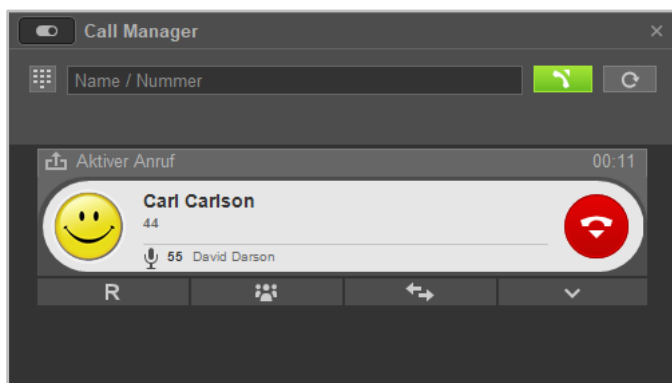 Call Manager
Name / Nummer
Aktiver Anruf 00:11
Carl Carlson
44
55 David Darson
R